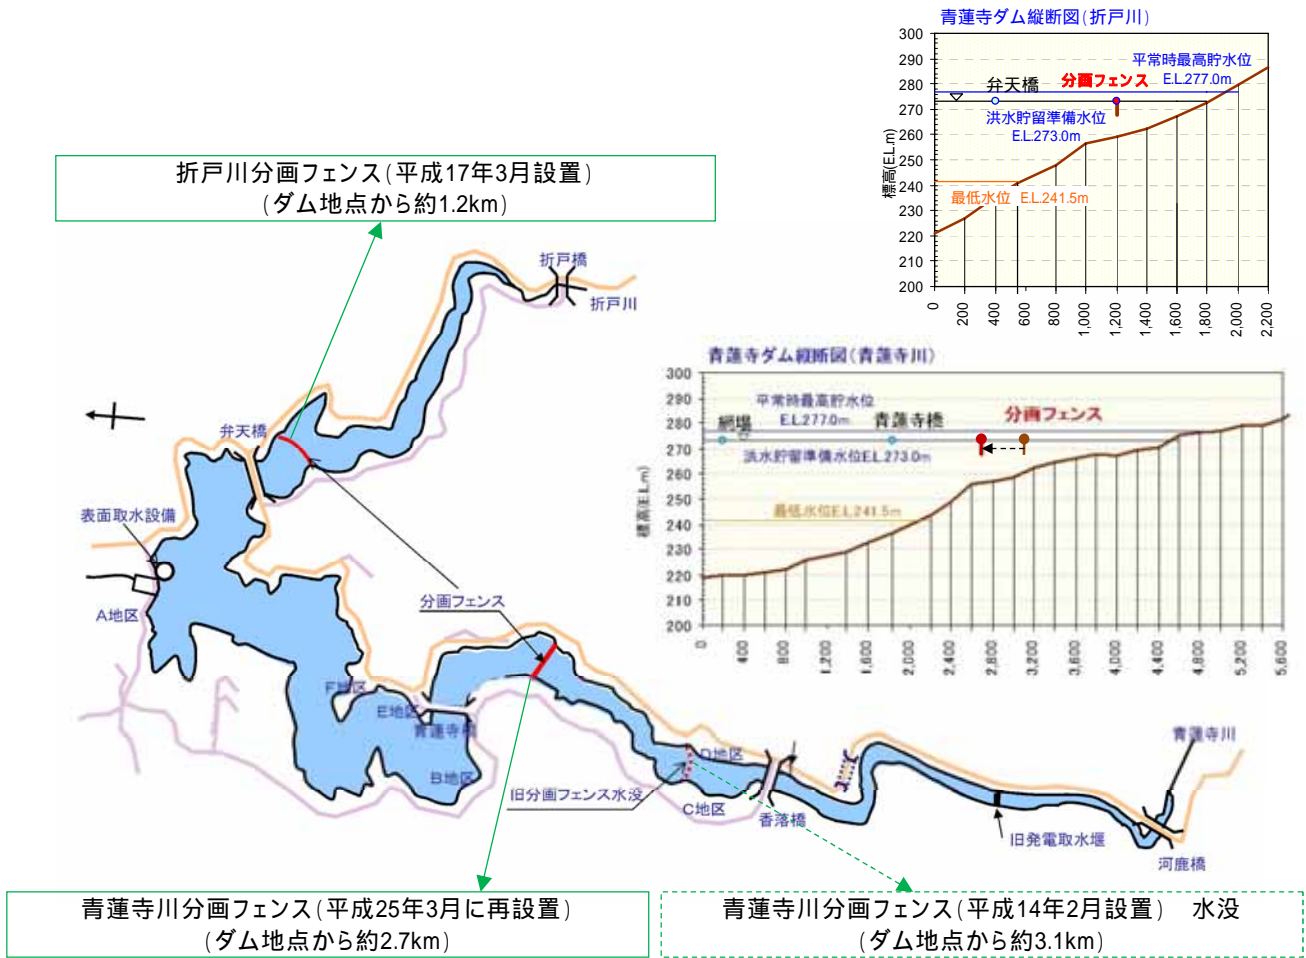 青蓮寺ダム縦断図(折戸川)
300
290
280
270
260
250
240
230
220
210
200
標高(E.L.m)
平常時最高貯水位
E.L.277.0m
分画フェンス
弁天橋
洪水貯留準備水位
E.L.273.0m
最低水位 E.L.241.5m
0
200
400
600
800
1,000
1,200
1,400
1,600
1,800
2,000
2,200
折戸川分画フェンス(平成17年3月設置)
(ダム地点から約1.2km)
青蓮寺ダム縦断図(青蓮寺川)
300
290
280
270
260
250
240
230
220
210
200
標高(E.L.m)
平常時最高貯水位
E.L.277.0m
網場
青蓮寺橋
分画フェンス
洪水貯留準備水位E.L.273.0m
最低水位E.L.241.5m
0
400
800
1,200
1,600
2,000
2,400
2,800
3,200
3,600
4,000
4,400
4,800
5,200
5,600
折戸橋
折戸川
弁天橋
表面取水設備
A地区
分画フェンス
F地区
E地区
青蓮寺橋
B地区
旧分画フェンス水没
D地区
C地区
香落橋
青蓮寺川
旧発電取水堰
河鹿橋
青蓮寺川分画フェンス(平成25年3月に再設置)
(ダム地点から約2.7km)
青蓮寺川分画フェンス(平成14年2月設置) 水没
(ダム地点から約3.1km)